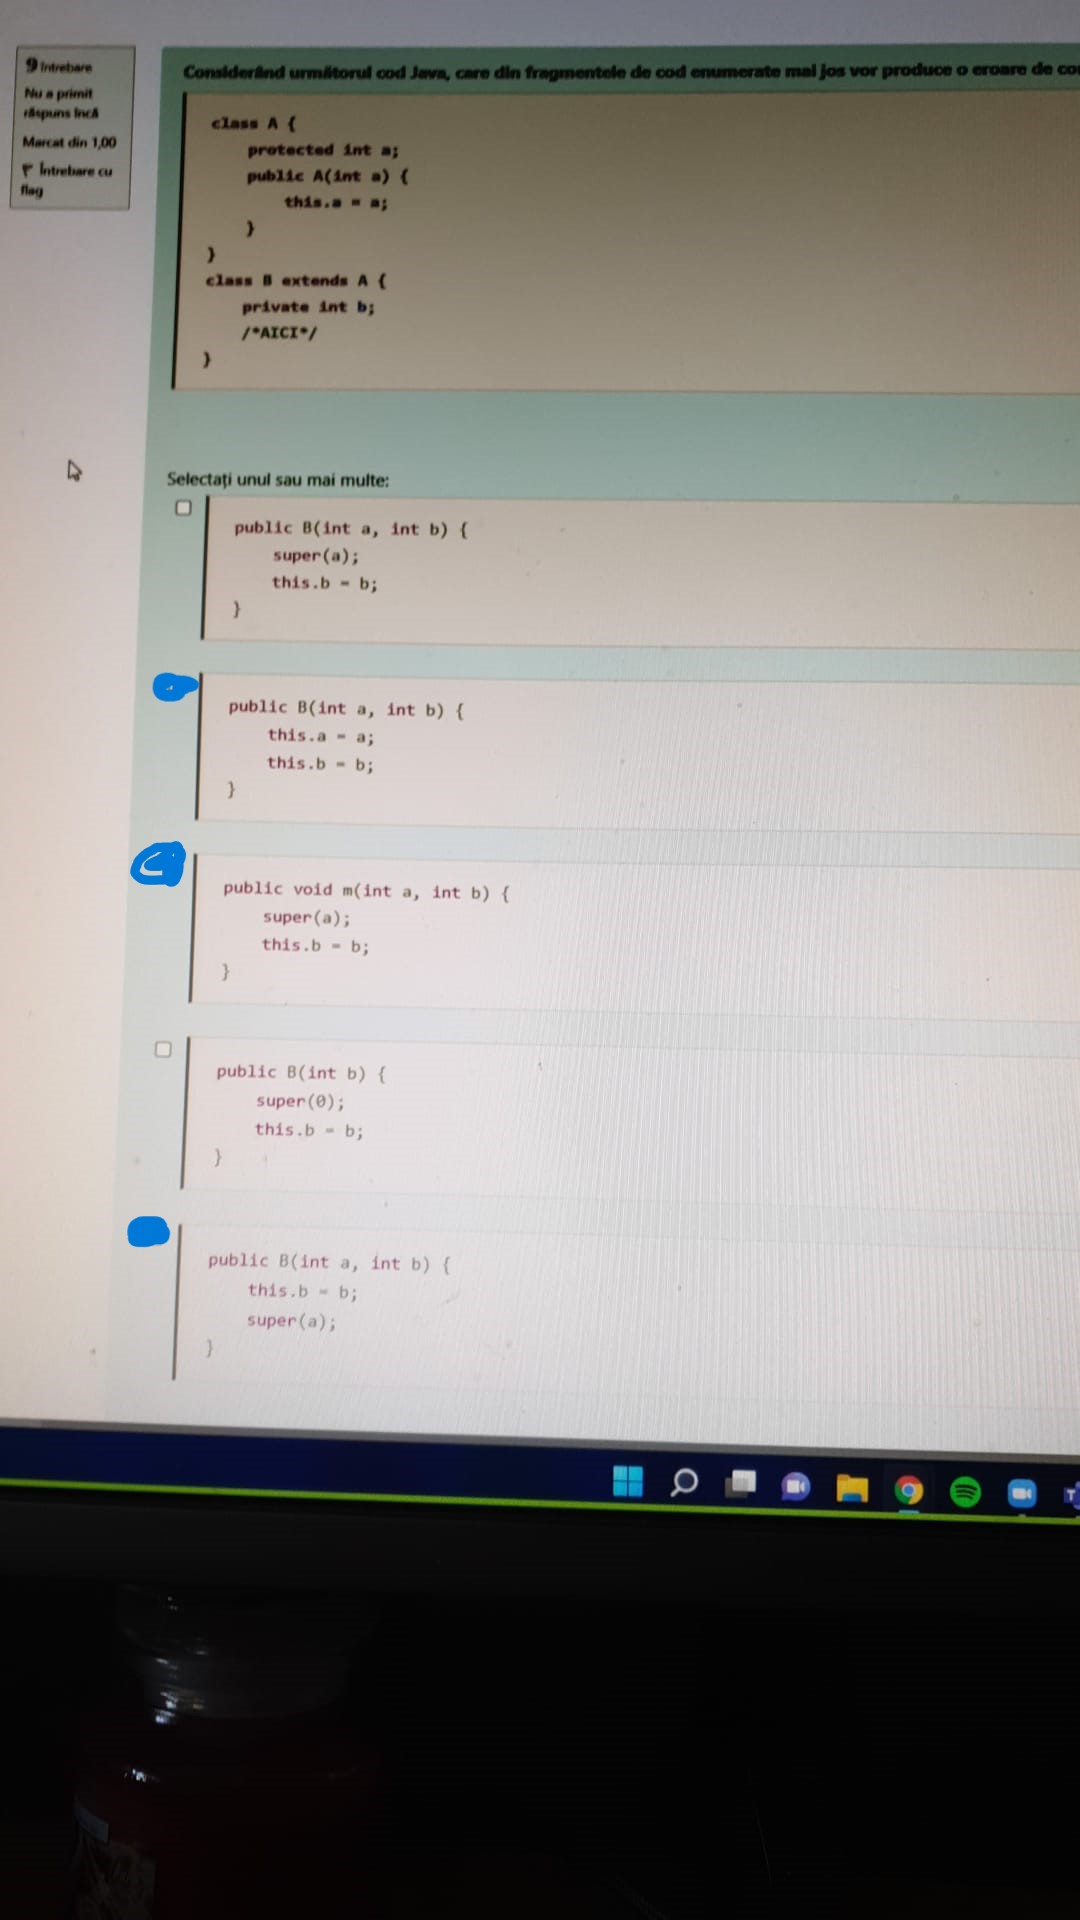 9 Întrebare
Nu a primit
răspuns încă
Marcat din 1,00
Întrebare cu
flag
Considerând următorul cod Java, care din fragmentele de cod enumerate mai jos vor produce o eroare de
class A {
protected int a;
public A(int a) {
this.a = a;
}
}
class B extends A {
private int b;
/*AICI*/
}
Selectați unul sau mai multe:
public B(int a, int b) {
super(a);
this.b = b;
}
public B(int a, int b) {
this.a = a;
this.b = b;
}
public void m(int a, int b) {
super(a);
this.b = b;
}
public B(int b) {
super(0);
this.b = b;
}
public B(int a, int b) {
this.b = b;
super(a);
}